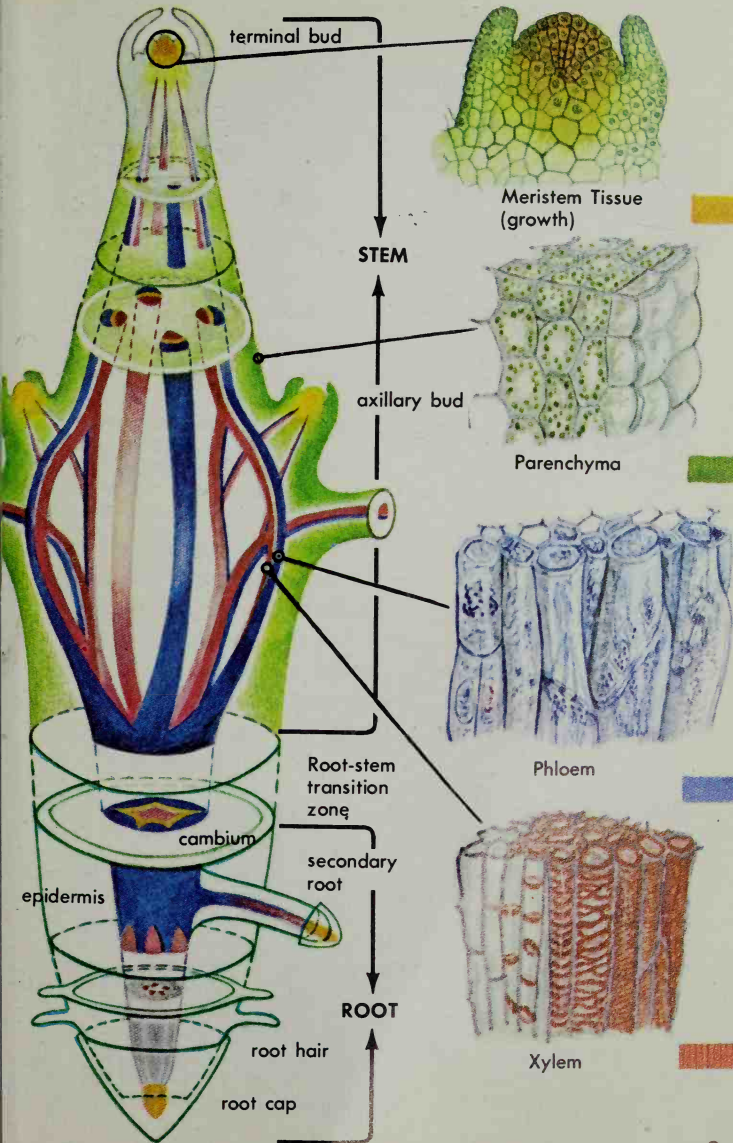 terminal bud
Meristem Tissue
(growth)
STEM
axillary bud
Parenchyma
Phloem
Root-stem
transition
zone
cambium
secondary
root
epidermis
ROOT
Xylem
root hair
root cap